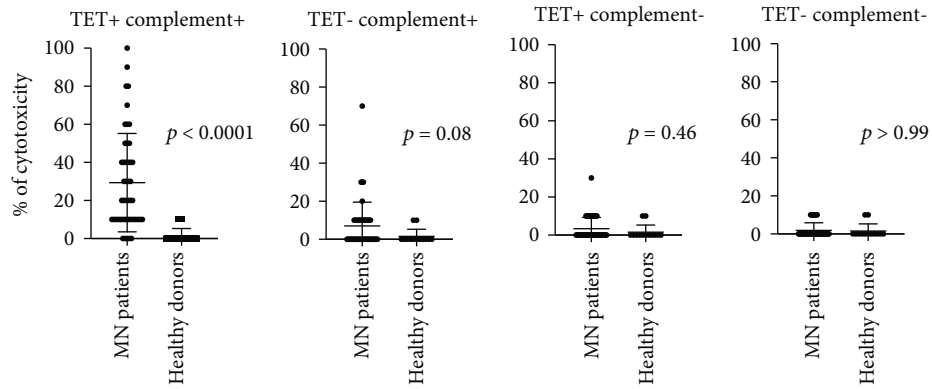 TET+ complement+
TET- complement+
TET+ complement-
TET- complement-
% of cytotoxicity
100
80
60
40
20
0
p < 0.0001
MN patients
Healthy donors
100
80
60
40
20
0
p = 0.08
MN patients
Healthy donors
100
80
60
40
20
0
p = 0.46
MN patients
Healthy donors
100
80
60
40
20
0
p > 0.99
MN patients
Healthy donors